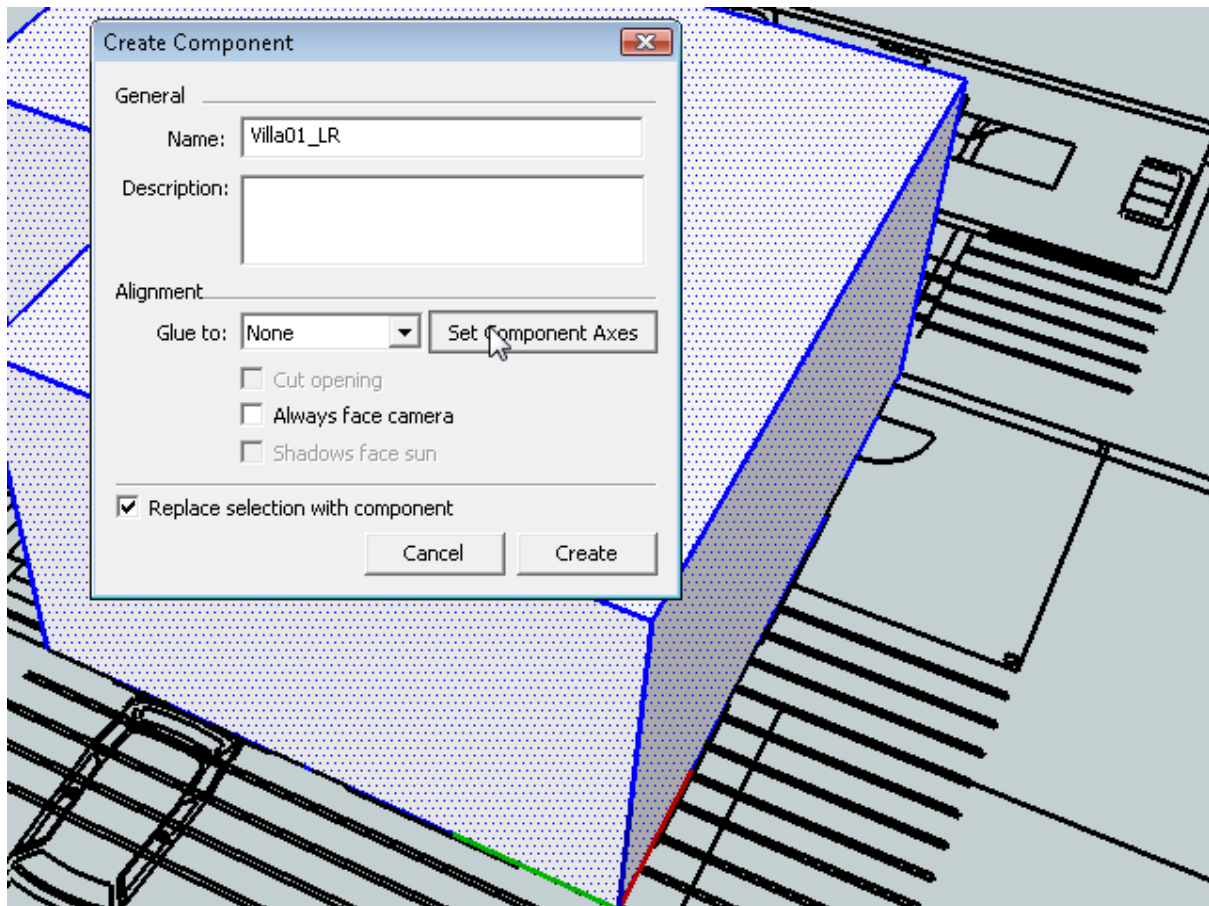 Create Component
General
Name: Villa01_LR
Description:
Alignment
Glue to: None Set Component Axes
Cut opening
Always face camera
Shadows face sun
Replace selection with component
Cancel Create